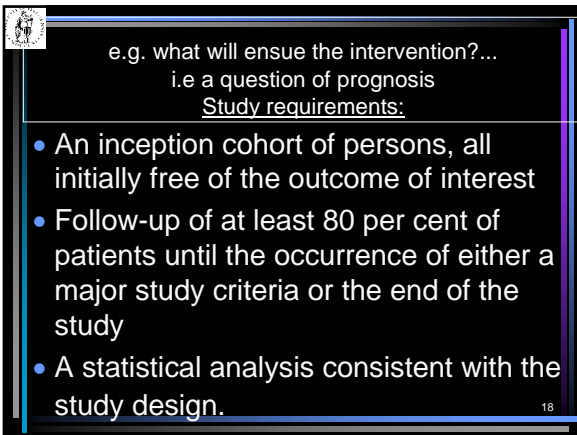 e.g. what will ensue the intervention?...
i.e a question of prognosis
Study requirements:
• An inception cohort of persons, all
initially free of the outcome of interest
• Follow-up of at least 80 per cent of
patients until the occurrence of either a
major study criteria or the end of the
study
• A statistical analysis consistent with the
study design.
18